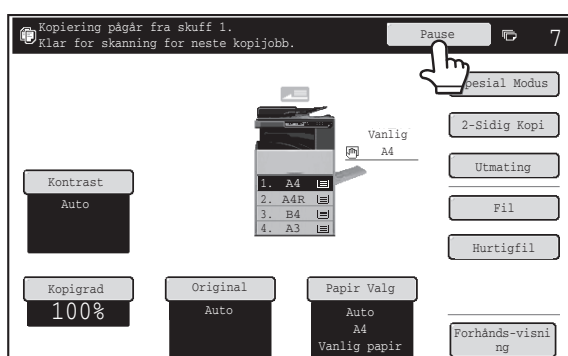 Kopiering pågår fra skuff 1.
Klar for skanning for neste kopijobb.
Pause
7
pesial Modus
2-Sidig Kopi
Vanlig
A4
Utmating
1. A4
2. A4R
3. B4
4. A3
Kontrast
Auto
Fil
Hurtigfil
Kopigrad
100%
Original
Auto
Papir Valg
Auto
A4
Vanlig papir
Forhånds-visni
ng